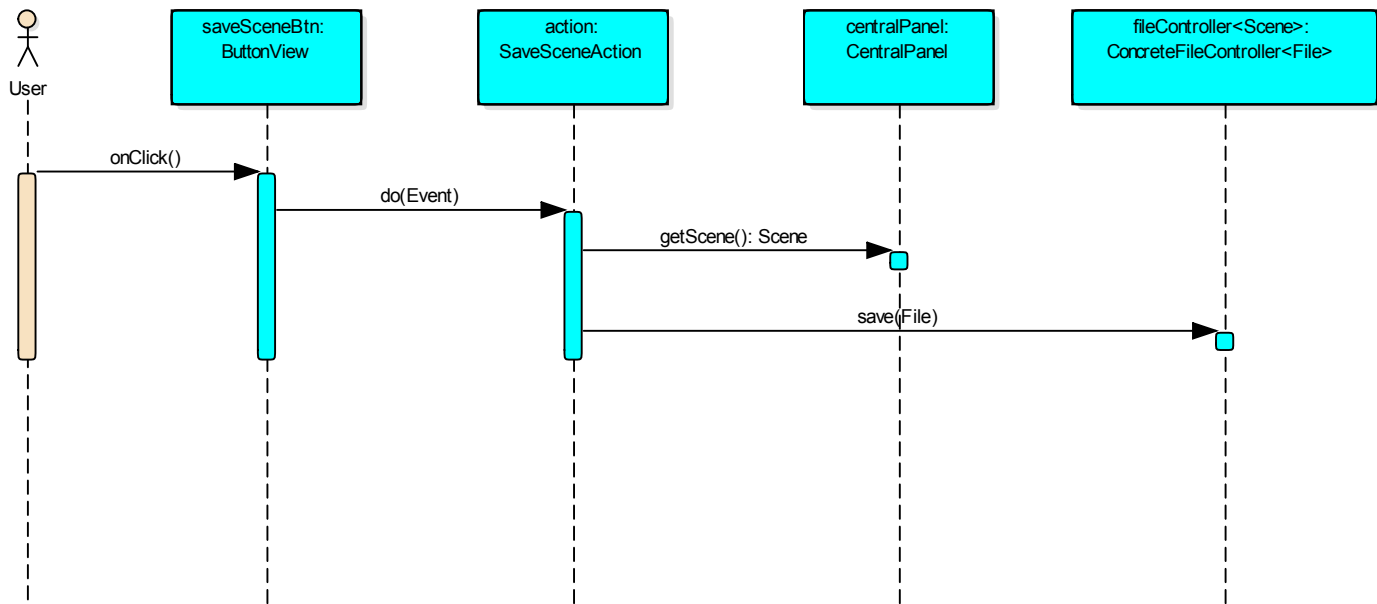 saveSceneBtn:
ButtonView
action:
SaveSceneAction
centralPanel:
CentralPanel
fileController<Scene>:
ConcreteFileController<File>
User
onClick()
do(Event)
getScene(): Scene
save(File)